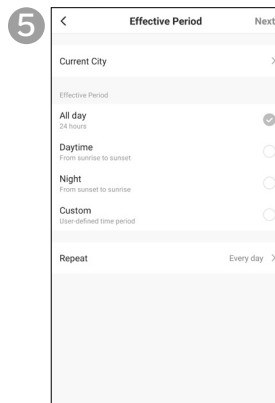 5
Effective Period Next
Current City
Effective Period
All day
24 hours
Daytime
From sunrise to sunset
Night
From sunset to sunrise
Custom
User-defined time period
Repeat Every day